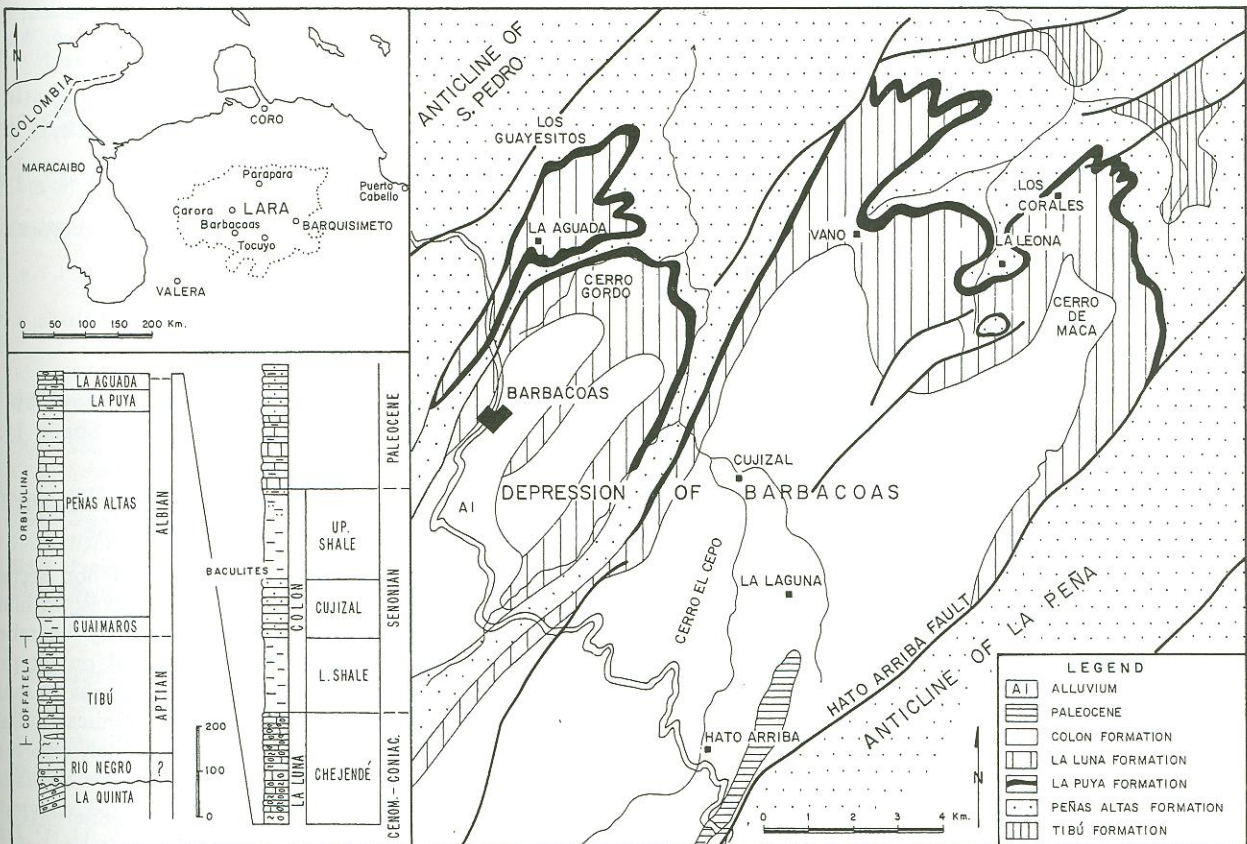 N
COLOMBIA
CORO
MARACAIBO
Parapara
Puerto
Cabello
Carora
LARA
Barbacoas
BARQUISIMETO
Tocuyo
VALERA
0 50 100 150 200 Km.
LA AGUADA
LA PUYA
PEÑAS ALTAS
GUAIMAROS
TIBÚ
RIO NEGRO
LA QUINTA
ORBITULINA
COFFATELA
ALBIAN
APTIAN
?
200
100
0
BACULITES
UP.
SHALE
CUJIZAL
L. SHALE
CHEJENDÉ
COLON
LA LUNA
PALEOCENE
SENONIAN
CENOM.-CONIAC.
ANTICLINE OF
S. PEDRO
LOS
GUAYESITOS
LA AGUADA
CERRO
GORDO
BARBACOAS
VANO
LOS
CORALES
LA LEONA
CERRO
DE
MACA
CUJIZAL
DEPRESSION OF BARBACOAS
Al
CERRO EL CEPO
LA LAGUNA
HATO ARRIBA
HATO ARRIBA FAULT
ANTICLINE OF LA PEÑA
N
0 2 4 Km.
LEGEND
Al ALLUVIUM
PALEOCENE
COLON FORMATION
LA LUNA FORMATION
LA PUYA FORMATION
PEÑAS ALTAS FORMATION
TIBÚ FORMATION